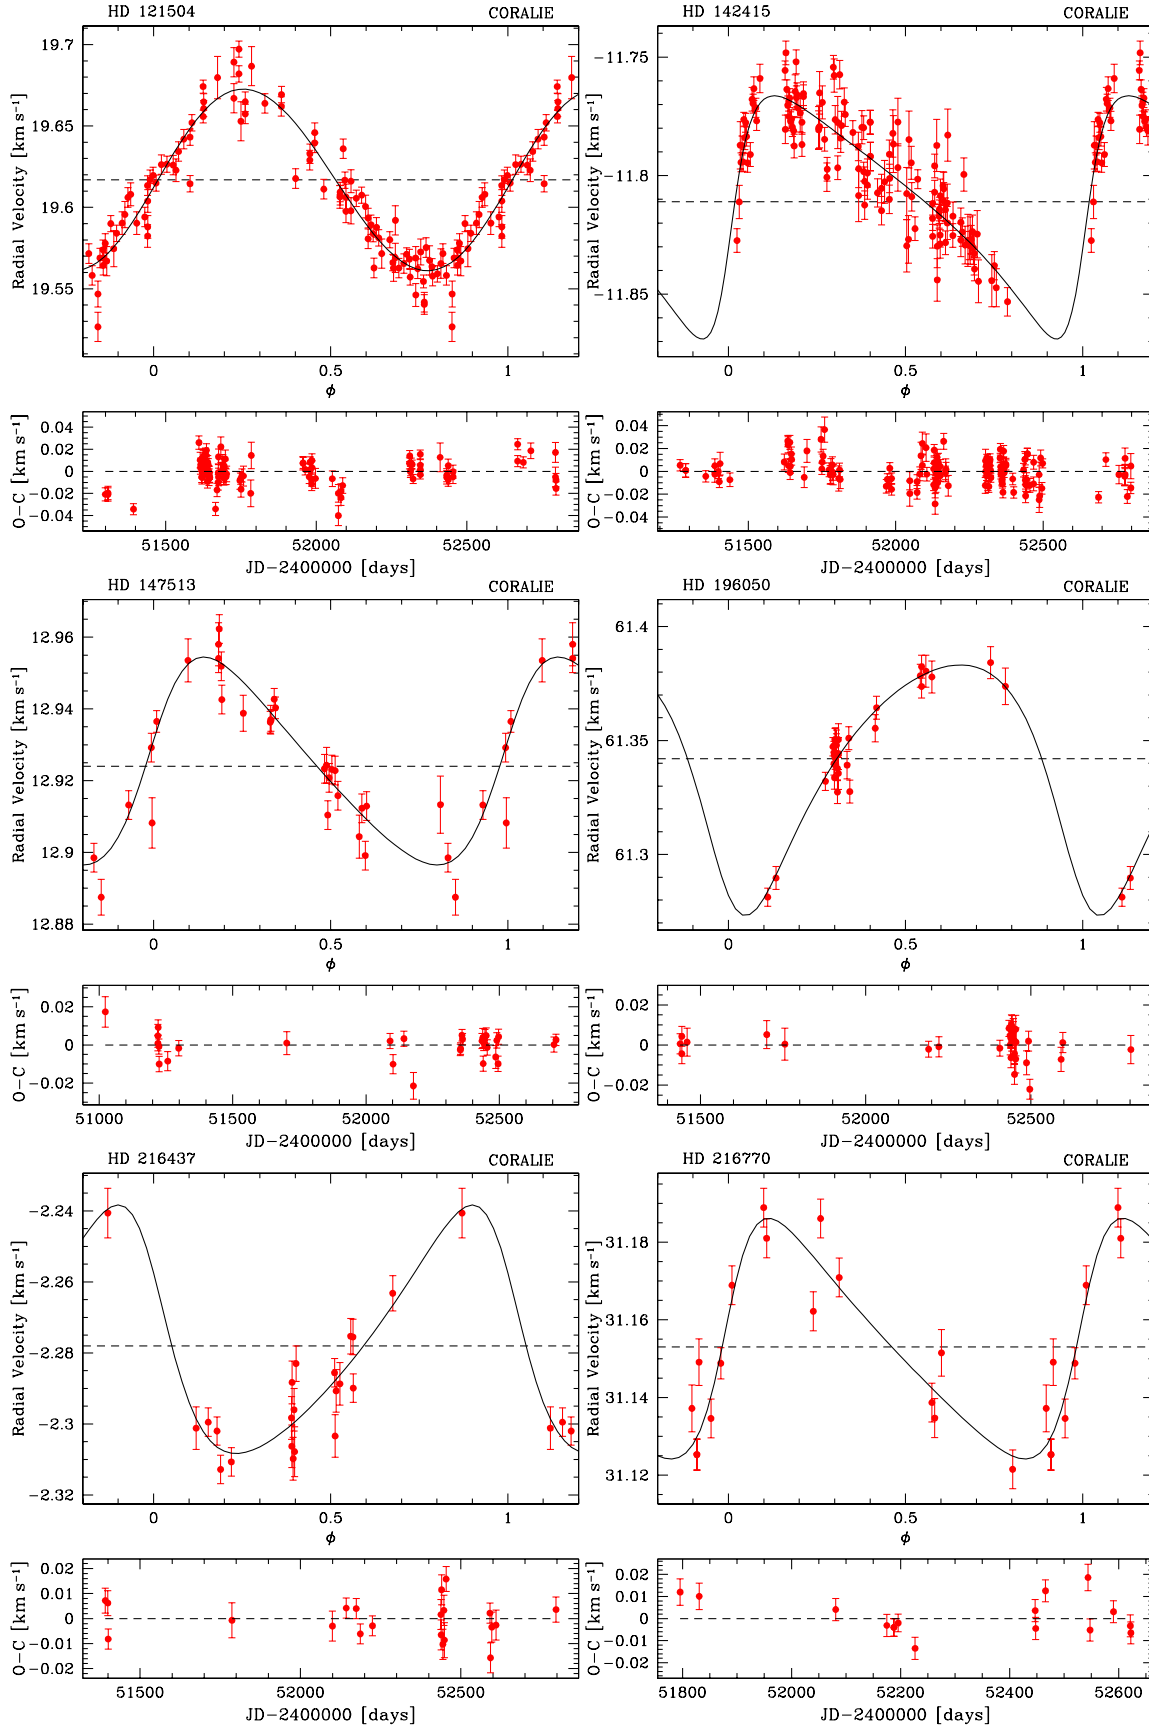 HD 121504 CORALIE
HD 142415 CORALIE
Radial Velocity [km s⁻¹]
19.7
19.65
19.6
19.55
0 0.5 1
ϕ
Radial Velocity [km s⁻¹]
−11.75
−11.8
−11.85
0 0.5 1
ϕ
O−C [km s⁻¹]
0.04
0.02
0
−0.02
−0.04
51500 52000 52500
JD−2400000 [days]
O−C [km s⁻¹]
0.04
0.02
0
−0.02
−0.04
51500 52000 52500
JD−2400000 [days]
HD 147513 CORALIE
HD 196050 CORALIE
Radial Velocity [km s⁻¹]
12.96
12.94
12.92
12.9
12.88
0 0.5 1
ϕ
Radial Velocity [km s⁻¹]
61.4
61.35
61.3
0 0.5 1
ϕ
O−C [km s⁻¹]
0.02
0
−0.02
51000 51500 52000 52500
JD−2400000 [days]
O−C [km s⁻¹]
0.02
0
−0.02
51500 52000 52500
JD−2400000 [days]
HD 216437 CORALIE
HD 216770 CORALIE
Radial Velocity [km s⁻¹]
−2.24
−2.26
−2.28
−2.3
−2.32
0 0.5 1
ϕ
Radial Velocity [km s⁻¹]
31.18
31.16
31.14
31.12
0 0.5 1
ϕ
O−C [km s⁻¹]
0.02
0.01
0
−0.01
−0.02
51500 52000 52500
JD−2400000 [days]
O−C [km s⁻¹]
0.02
0.01
0
−0.01
−0.02
51800 52000 52200 52400 52600
JD−2400000 [days]